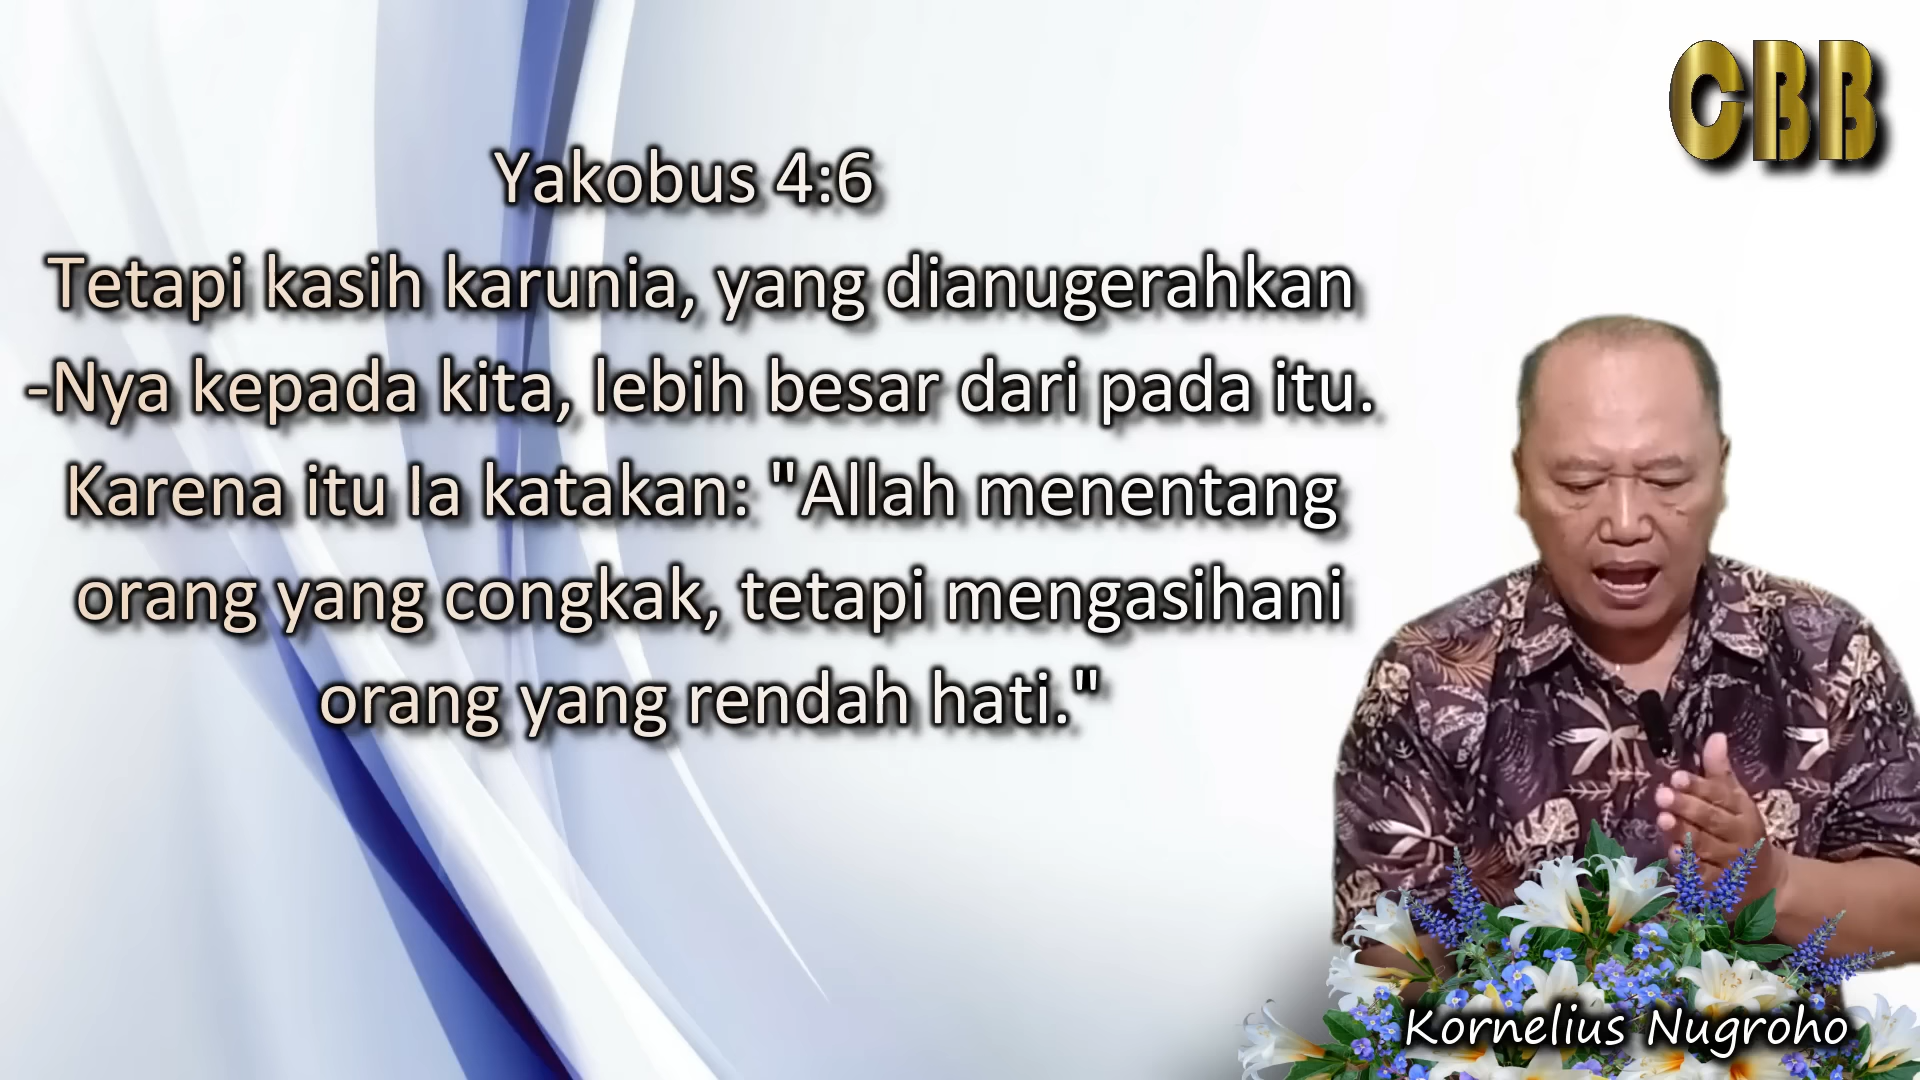 CBB
Yakobus 4:6
Tetapi kasih karunia, yang dianugerahkan
-Nya kepada kita, lebih besar dari pada itu.
Karena itu Ia katakan: "Allah menentang
orang yang congkak, tetapi mengasihani
orang yang rendah hati."
Kornelius Nugroho